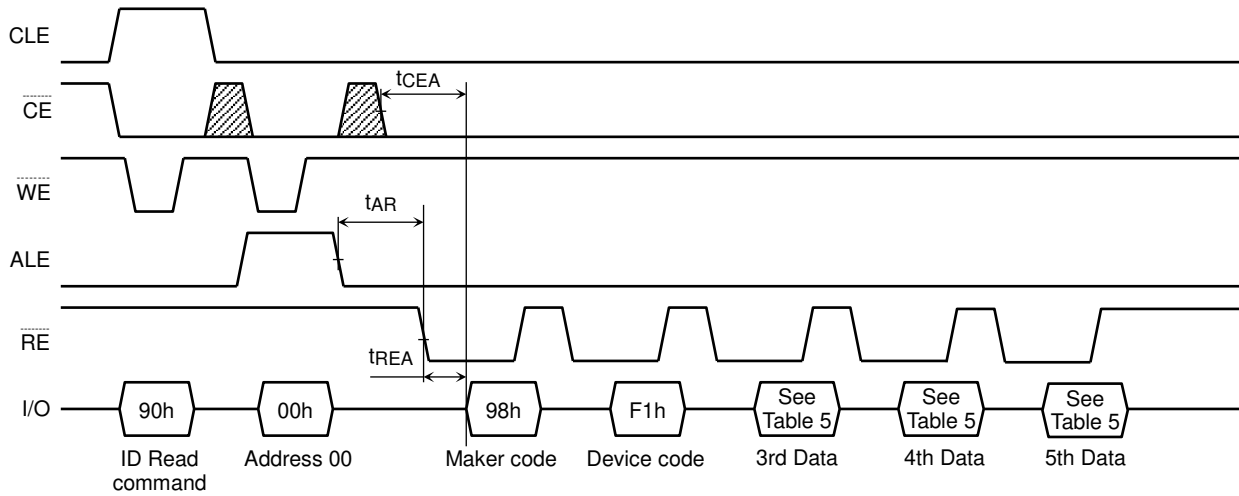 CLE
tCEA
CE
WE
tAR
ALE
RE
tREA
I/O
90h
00h
98h
F1h
See
Table 5
See
Table 5
See
Table 5
ID Read
command
Address 00
Maker code
Device code
3rd Data
4th Data
5th Data